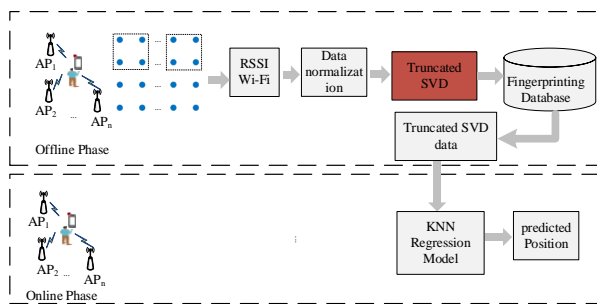 AP1
AP2 ...
APn
... ...
... ...
RSSI
Wi-Fi
Data
normalizat
ion
Truncated
SVD
Fingerprinting
Database
Truncated SVD
data
Offline Phase
AP1
AP2 ...
APn
KNN
Regression
Model
predicted
Position
Online Phase